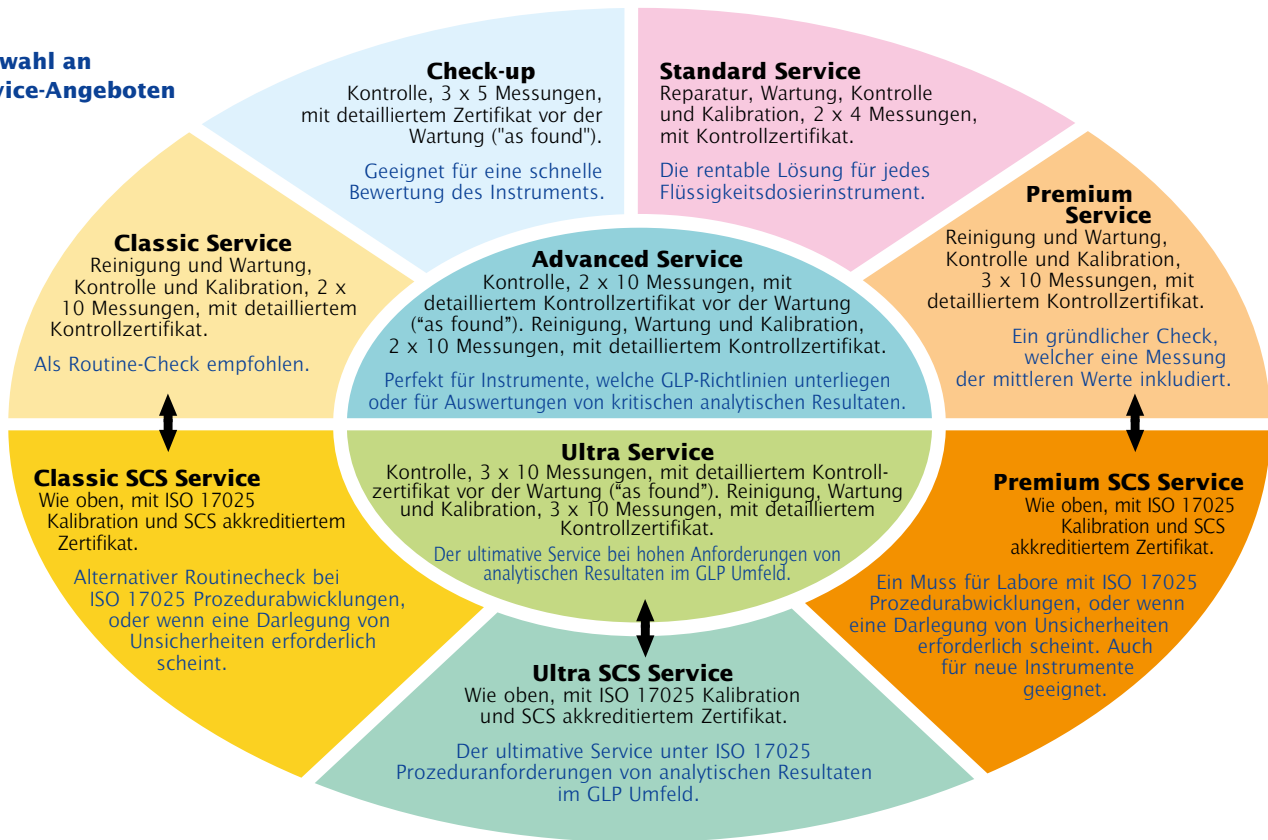 wahl an
vice-Angeboten
Check-up
Kontrolle, 3 x 5 Messungen,
mit detailliertem Zertifikat vor der
Wartung ("as found").
Geeignet für eine schnelle
Bewertung des Instruments.
Standard Service
Reparatur, Wartung, Kontrolle
und Kalibration, 2 x 4 Messungen,
mit Kontrollzertifikat.
Die rentable Lösung für jedes
Flüssigkeitsdosierinstrument.
Classic Service
Reinigung und Wartung,
Kontrolle und Kalibration, 2 x
10 Messungen, mit detailliertem
Kontrollzertifikat.
Als Routine-Check empfohlen.
Advanced Service
Kontrolle, 2 x 10 Messungen, mit
detailliertem Kontrollzertifikat vor der Wartung
(“as found”). Reinigung, Wartung und Kalibration,
2 x 10 Messungen, mit detailliertem Kontrollzertifikat.
Perfekt für Instrumente, welche GLP-Richtlinien unterliegen
oder für Auswertungen von kritischen analytischen Resultaten.
Premium
Service
Reinigung und Wartung,
Kontrolle und Kalibration,
3 x 10 Messungen, mit
detailliertem Kontrollzertifikat.
Ein gründlicher Check,
welcher eine Messung
der mittleren Werte inkludiert.
Classic SCS Service
Wie oben, mit ISO 17025
Kalibration und SCS akkreditiertem
Zertifikat.
Alternativer Routinecheck bei
ISO 17025 Prozedurabwicklungen,
oder wenn eine Darlegung von
Unsicherheiten erforderlich
scheint.
Ultra Service
Kontrolle, 3 x 10 Messungen, mit detailliertem Kontroll-
zertifikat vor der Wartung (“as found”). Reinigung, Wartung
und Kalibration, 3 x 10 Messungen, mit detailliertem
Kontrollzertifikat.
Der ultimative Service bei hohen Anforderungen von
analytischen Resultaten im GLP Umfeld.
Premium SCS Service
Wie oben, mit ISO 17025
Kalibration und SCS
akkreditiertem Zertifikat.
Ein Muss für Labore mit ISO 17025
Prozedurabwicklungen, oder wenn
eine Darlegung von Unsicherheiten
erforderlich scheint. Auch
für neue Instrumente
geeignet.
Ultra SCS Service
Wie oben, mit ISO 17025 Kalibration
und SCS akkreditiertem Zertifikat.
Der ultimative Service unter ISO 17025
Prozeduranforderungen von analytischen Resultaten
im GLP Umfeld.